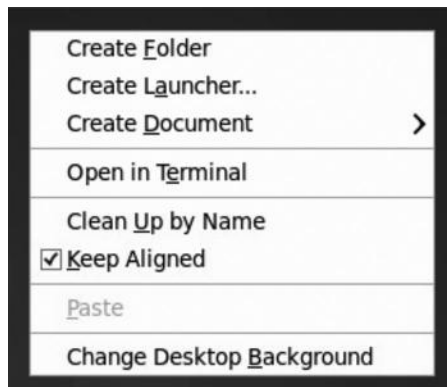 Create Folder
Create Launcher...
Create Document
Open in Terminal
Clean Up by Name
Keep Aligned
Paste
Change Desktop Background